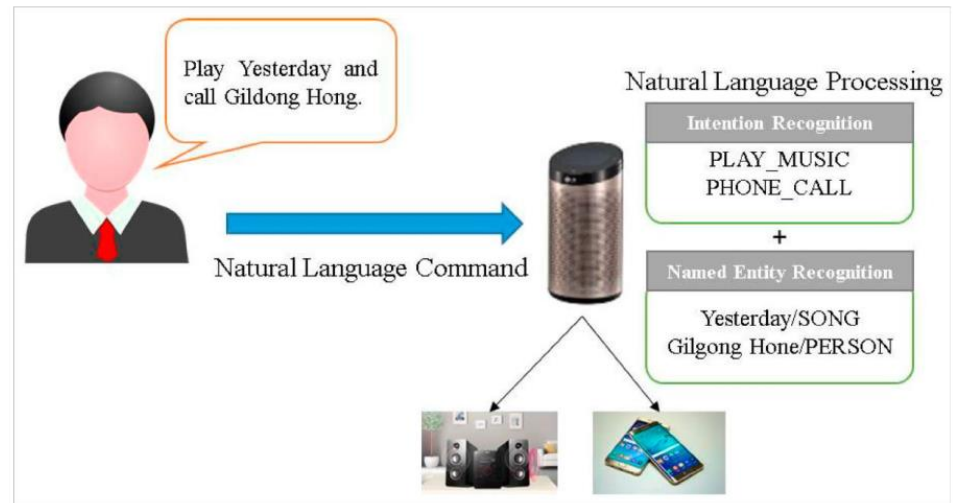 Play Yesterday and
call Gildong Hong.
Natural Language Command
Natural Language Processing
Intention Recognition
PLAY_MUSIC
PHONE_CALL
+
Named Entity Recognition
Yesterday/SONG
Gilgong Hone/PERSON